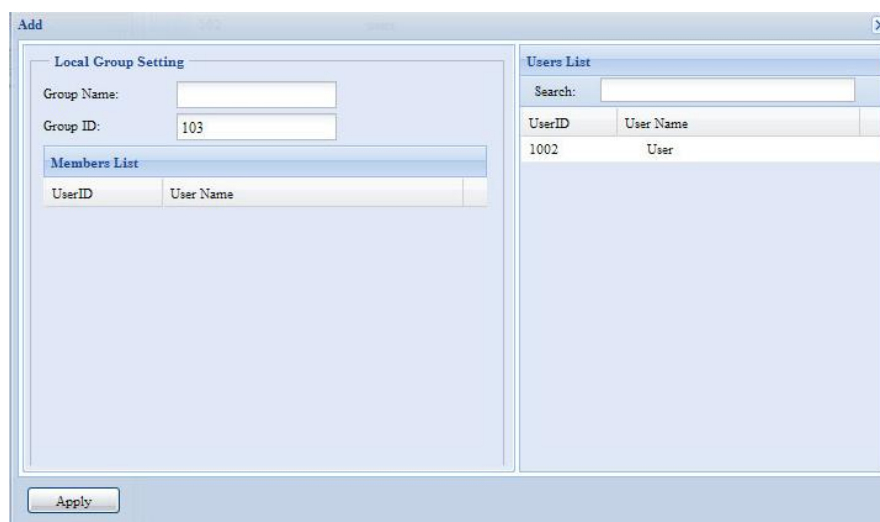 Add
Local Group Setting
Group Name:
Group ID: 103
Members List
UserID User Name
Users List
Search:
UserID User Name
1002 User
Apply